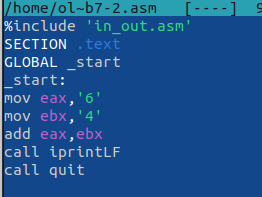 /home/ol~b7-2.asm [----] 9
%include 'in_out.asm'
SECTION .text
GLOBAL _start
_start:
mov eax,'6'
mov ebx,'4'
add eax,ebx
call iprintLF
call quit